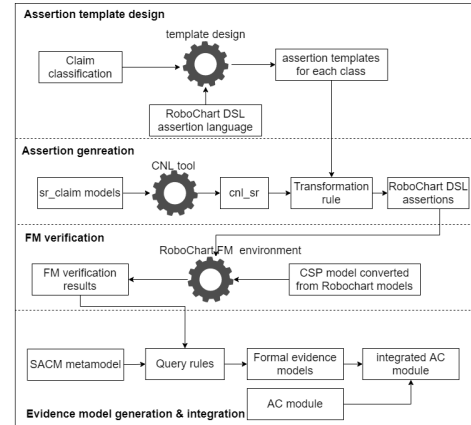 Assertion template design
template design
Claim
classification
assertion templates
for each class
RoboChart DSL
assertion language
Assertion genreation
CNL tool
sr_claim models
cnl_sr
Transformation
rule
RoboChart DSL
assertions
FM verification
RoboChart FM environment
FM verification
results
CSP model converted
from Robochart models
SACM metamodel
Query rules
Formal evidence
models
integrated AC
module
AC module
Evidence model generation & integration